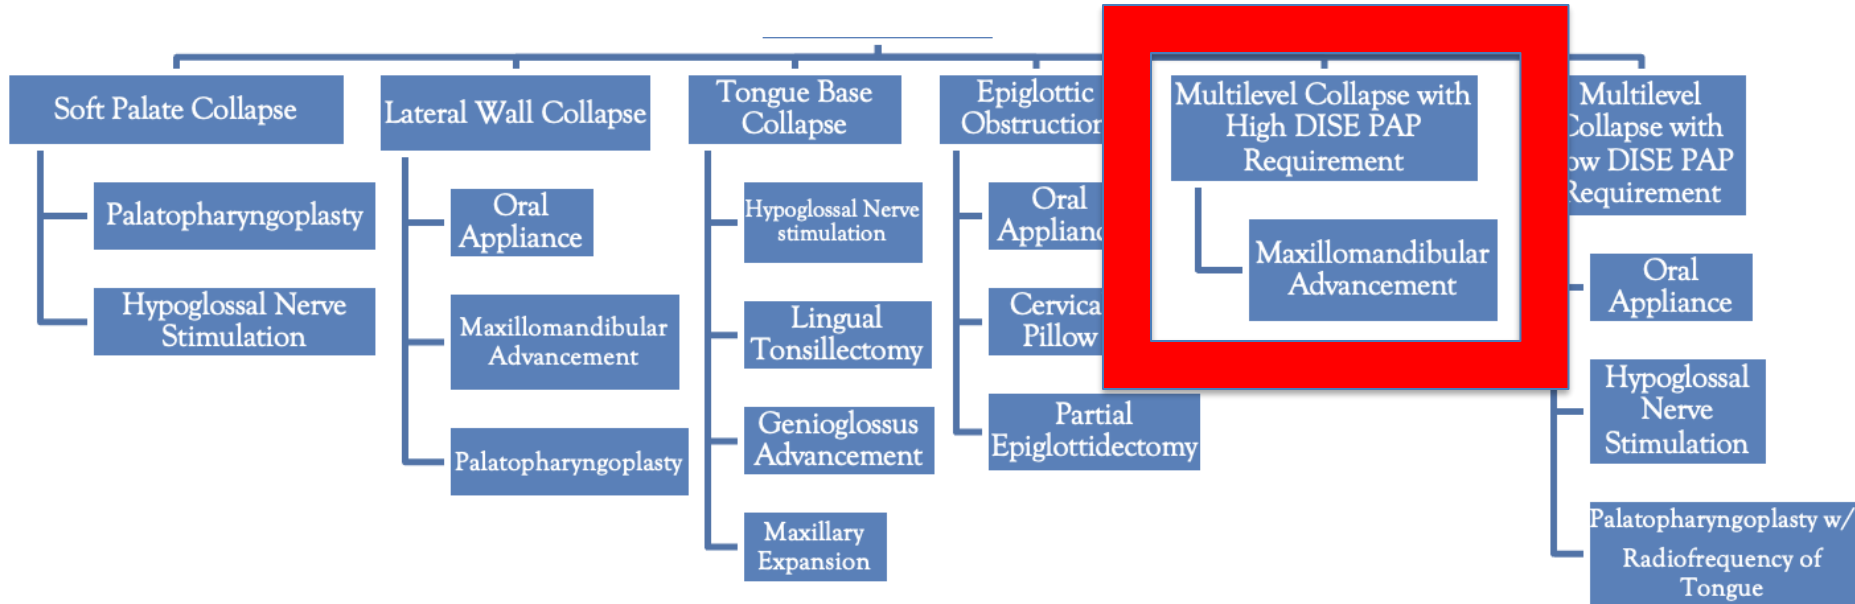 Soft Palate Collapse
Palatopharyngoplasty
Hypoglossal Nerve
Stimulation
Lateral Wall Collapse
Oral
Appliance
Maxillomandibular
Advancement
Palatopharyngoplasty
Tongue Base
Collapse
Hypoglossal Nerve
stimulation
Lingual
Tonsillectomy
Genioglossus
Advancement
Maxillary
Expansion
Epiglottic
Obstruction
Oral
Applianc
Cervica
Pillow
Partial
Epiglottidectomy
Multilevel Collapse with
High DISE PAP
Requirement
Maxillomandibular
Advancement
Multilevel
Collapse with
ow DISE PAP
Requirement
Oral
Appliance
Hypoglossal
Nerve
Stimulation
Palatopharyngoplasty w/
Radiofrequency of
Tongue